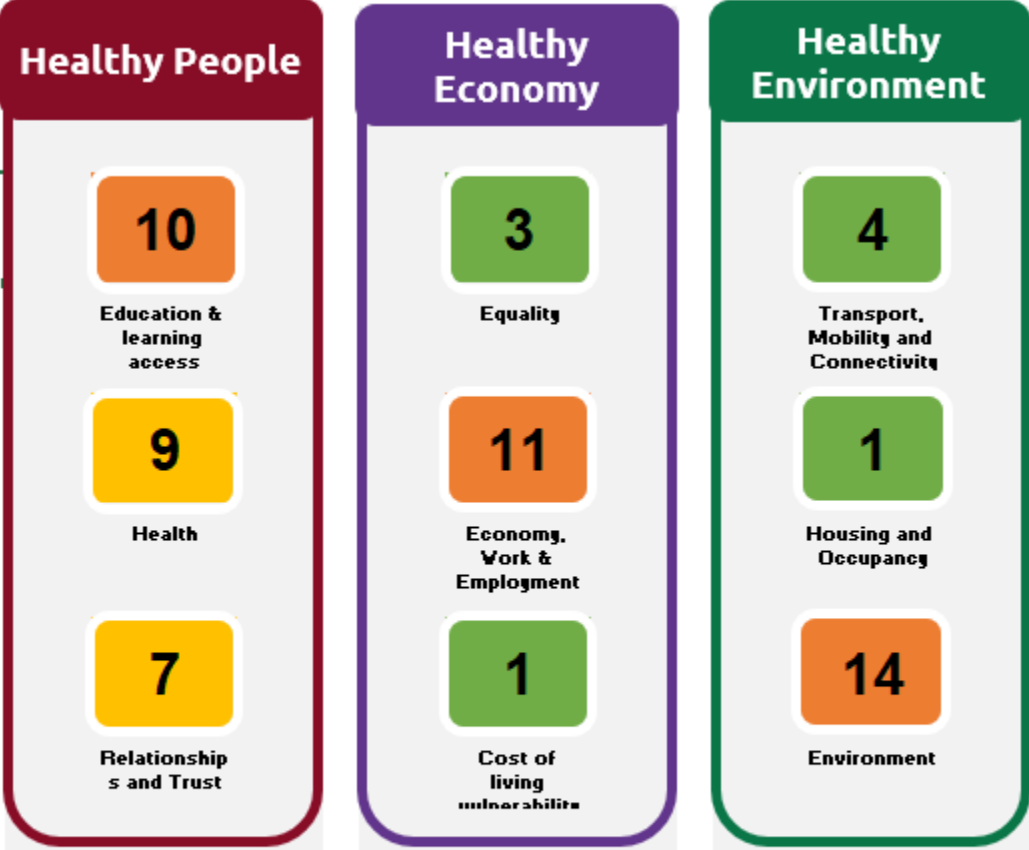 Healthy People
10
Education &
learning
access
9
Health
7
Relationship
s and Trust
Healthy
Economy
3
Equality
11
Economy,
Work &
Employment
1
Cost of
living
vulnerability
Healthy
Environment
4
Transport,
Mobility and
Connectivity
1
Housing and
Occupancy
14
Environment